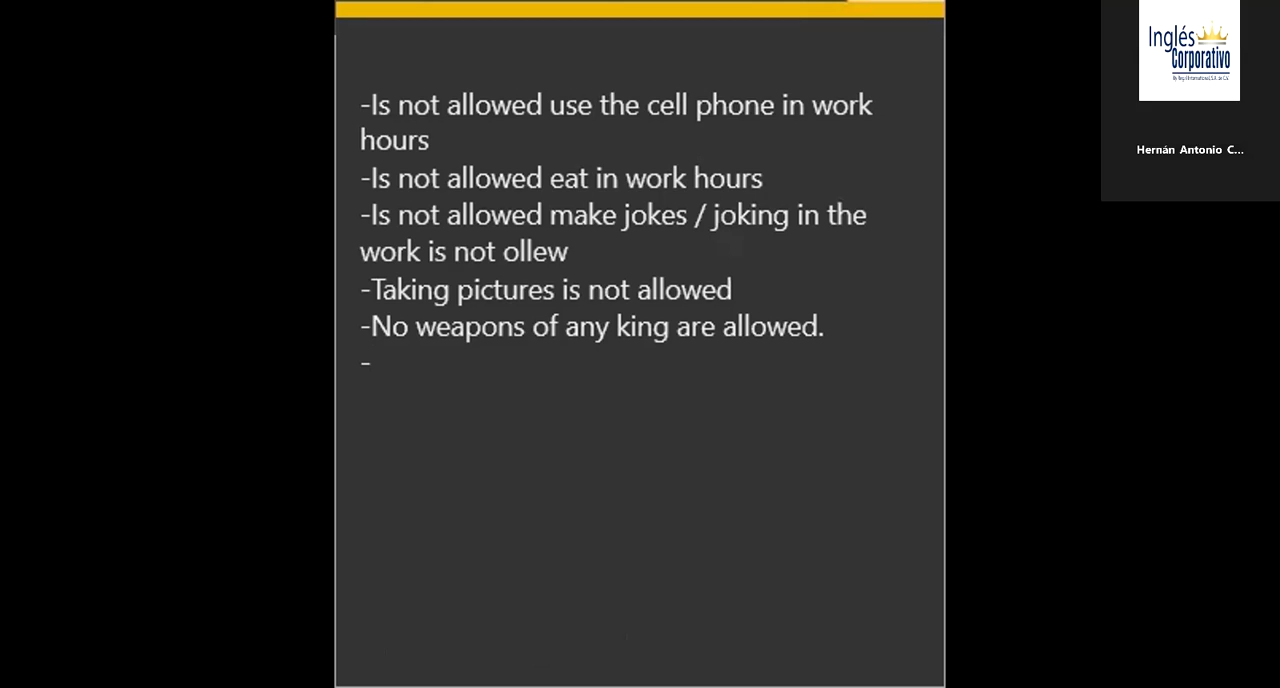 -Is not allowed use the cell phone in work
hours
-Is not allowed eat in work hours
-Is not allowed make jokes / joking in the
work is not ollew
-Taking pictures is not allowed
-No weapons of any king are allowed.
-
Inglés
Corporativo
Hernán Antonio C...